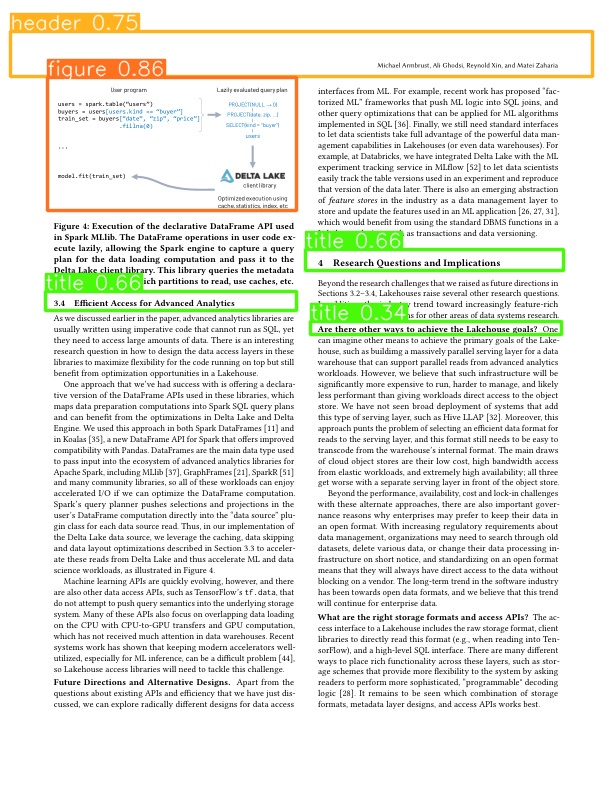 header 0.75
Michael Armbrust, Ali Ghodsi, Reynold Xin, and Matei Zaharia
figure 0.86
User program
Lazily evaluated query plan
users = spark.table("users")
buyers = users[users.kind == "buyer"]
train_set = buyers["date", "zip", "price"]
.fillna(0)
...
model.fit(train_set)
PROJECT(NULL → 0)
PROJECT(date, zip, …)
SELECT(kind = "buyer")
users
DELTA LAKE
client library
Optimized execution using
cache, statistics, index, etc
Figure 4: Execution of the declarative DataFrame API used
in Spark MLlib. The DataFrame operations in user code ex-
ecute lazily, allowing the Spark engine to capture a query
plan for the data loading computation and pass it to the
Delta Lake client library. This library queries the metadata
partitions to read, use caches, etc.
title 0.66
3.4 Efficient Access for Advanced Analytics
As we discussed earlier in the paper, advanced analytics libraries are
usually written using imperative code that cannot run as SQL, yet
they need to access large amounts of data. There is an interesting
research question in how to design the data access layers in these
libraries to maximize flexibility for the code running on top but still
benefit from optimization opportunities in a Lakehouse.
One approach that we've had success with is offering a declara-
tive version of the DataFrame APIs used in these libraries, which
maps data preparation computations into Spark SQL query plans
and can benefit from the optimizations in Delta Lake and Delta
Engine. We used this approach in both Spark DataFrames [11] and
in Koalas [35], a new DataFrame API for Spark that offers improved
compatibility with Pandas. DataFrames are the main data type used
to pass input into the ecosystem of advanced analytics libraries for
Apache Spark, including MLlib [37], GraphFrames [21], SparkR [51]
and many community libraries, so all of these workloads can enjoy
accelerated I/O if we can optimize the DataFrame computation.
Spark's query planner pushes selections and projections in the
user's DataFrame computation directly into the "data source" plu-
gin class for each data source read. Thus, in our implementation of
the Delta Lake data source, we leverage the caching, data skipping
and data layout optimizations described in Section 3.3 to acceler-
ate these reads from Delta Lake and thus accelerate ML and data
science workloads, as illustrated in Figure 4.
Machine learning APIs are quickly evolving, however, and there
are also other data access APIs, such as TensorFlow's tf.data, that
do not attempt to push query semantics into the underlying storage
system. Many of these APIs also focus on overlapping data loading
on the CPU with CPU-to-GPU transfers and GPU computation,
which has not received much attention in data warehouses. Recent
systems work has shown that keeping modern accelerators well-
utilized, especially for ML inference, can be a difficult problem [44],
so Lakehouse access libraries will need to tackle this challenge.
Future Directions and Alternative Designs. Apart from the
questions about existing APIs and efficiency that we have just dis-
cussed, we can explore radically different designs for data access
interfaces from ML. For example, recent work has proposed "fac-
torized ML" frameworks that push ML logic into SQL joins, and
other query optimizations that can be applied for ML algorithms
implemented in SQL [36]. Finally, we still need standard interfaces
to let data scientists take full advantage of the powerful data man-
agement capabilities in Lakehouses (or even data warehouses). For
example, at Databricks, we have integrated Delta Lake with the ML
experiment tracking service in MLflow [52] to let data scientists
easily track the table versions used in an experiment and reproduce
that version of the data later. There is also an emerging abstraction
of feature stores in the industry as a data management layer to
store and update the features used in an ML application [26, 27, 31],
which would benefit from using the standard DBMS functions in a
as transactions and data versioning.
title 0.66
4 Research Questions and Implications
Beyond the research challenges that we raised as future directions in
Sections 3.2–3.4, Lakehouses raise several other research questions.
trend toward increasingly feature-rich
for other areas of data systems research.
title 0.34
Are there other ways to achieve the Lakehouse goals? One
can imagine other means to achieve the primary goals of the Lake-
house, such as building a massively parallel serving layer for a data
warehouse that can support parallel reads from advanced analytics
workloads. However, we believe that such infrastructure will be
significantly more expensive to run, harder to manage, and likely
less performant than giving workloads direct access to the object
store. We have not seen broad deployment of systems that add
this type of serving layer, such as Hive LLAP [32]. Moreover, this
approach punts the problem of selecting an efficient data format for
reads to the serving layer, and this format still needs to be easy to
transcode from the warehouse's internal format. The main draws
of cloud object stores are their low cost, high bandwidth access
from elastic workloads, and extremely high availability; all three
get worse with a separate serving layer in front of the object store.
Beyond the performance, availability, cost and lock-in challenges
with these alternate approaches, there are also important gover-
nance reasons why enterprises may prefer to keep their data in
an open format. With increasing regulatory requirements about
data management, organizations may need to search through old
datasets, delete various data, or change their data processing in-
frastructure on short notice, and standardizing on an open format
means that they will always have direct access to the data without
blocking on a vendor. The long-term trend in the software industry
has been towards open data formats, and we believe that this trend
will continue for enterprise data.
What are the right storage formats and access APIs? The ac-
cess interface to a Lakehouse includes the raw storage format, client
libraries to directly read this format (e.g., when reading into Ten-
sorFlow), and a high-level SQL interface. There are many different
ways to place rich functionality across these layers, such as stor-
age schemes that provide more flexibility to the system by asking
readers to perform more sophisticated, "programmable" decoding
logic [28]. It remains to be seen which combination of storage
formats, metadata layer designs, and access APIs works best.